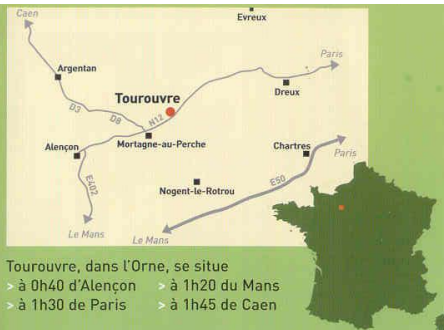 Caen
Evreux
Paris
Argentan
Dreux
Tourouvre
D3
D8
N12
Alençon
Mortagne-au-Perche
Chartres
Paris
E402
Nogent-le-Rotrou
E50
Le Mans
Le Mans
Tourouvre, dans l'Orne, se situe
> à 0h40 d'Alençon > à 1h20 du Mans
> à 1h30 de Paris > à 1h45 de Caen